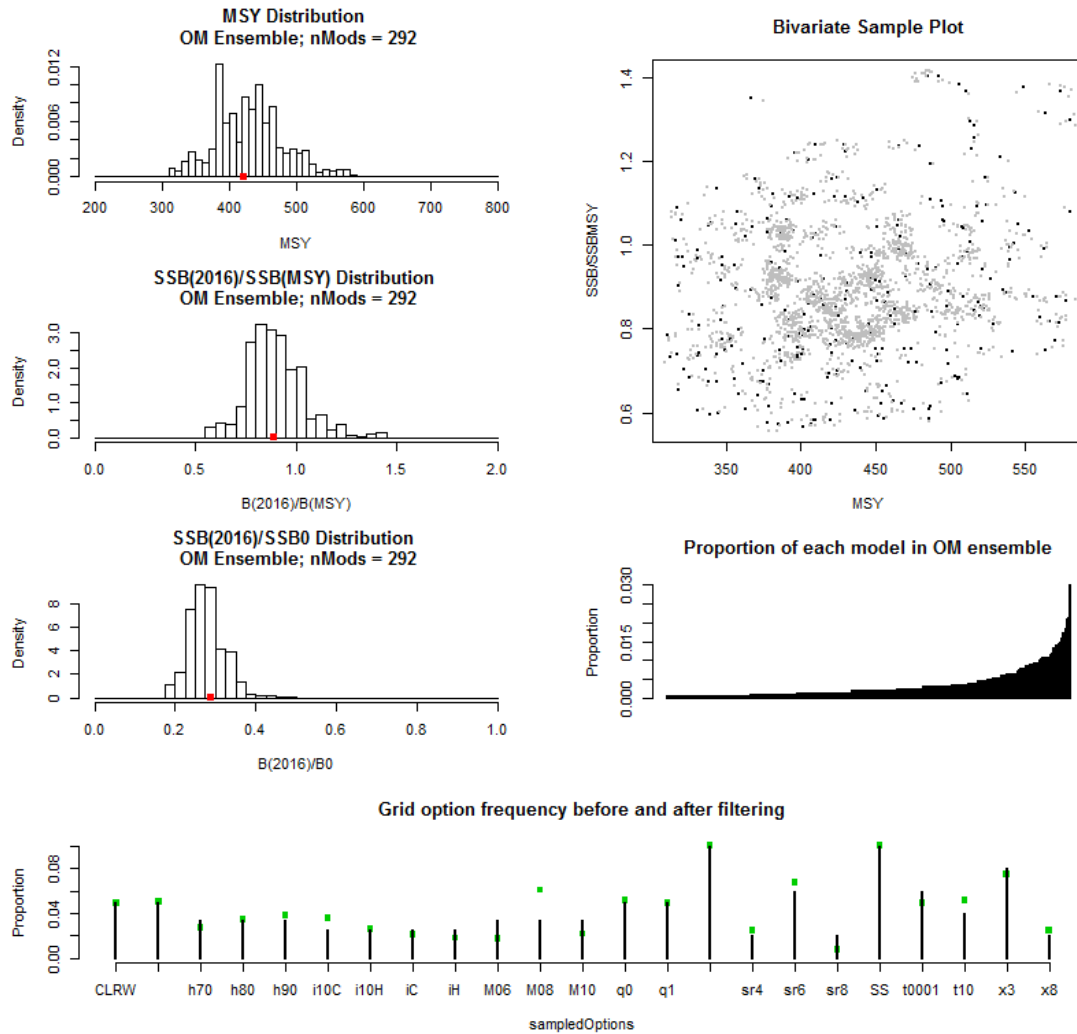 MSY Distribution
OM Ensemble; nMods = 292
Density
0.000 0.006 0.012
200 300 400 500 600 700 800
MSY
Bivariate Sample Plot
SSB/SSBMSY
0.6 0.8 1.0 1.2 1.4
350 400 450 500 550
MSY
SSB(2016)/SSB(MSY) Distribution
OM Ensemble; nMods = 292
Density
0.0 1.0 2.0 3.0
0.0 0.5 1.0 1.5 2.0
B(2016)/B(MSY)
SSB(2016)/SSB0 Distribution
OM Ensemble; nMods = 292
Density
0 2 4 6 8
0.0 0.2 0.4 0.6 0.8 1.0
B(2016)/B0
Proportion of each model in OM ensemble
Proportion
0.000 0.015 0.030
Grid option frequency before and after filtering
Proportion
0.00 0.04 0.08
CLRW h70 h80 h90 i10C i10H iC iH M06 M08 M10 q0 q1 sr4 sr6 sr8 SS t0001 t10 x3 x8
sampledOptions